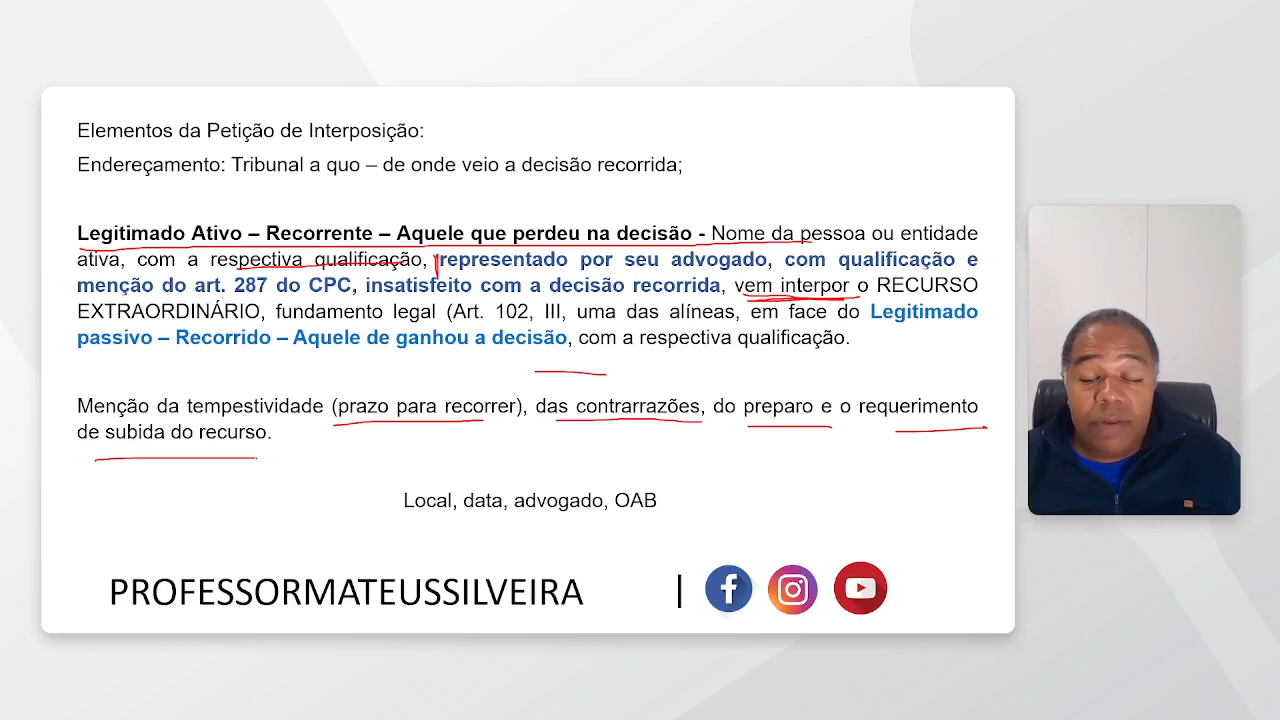 Elementos da Petição de Interposição:
Endereçamento: Tribunal a quo – de onde veio a decisão recorrida;
Legitimado Ativo – Recorrente – Aquele que perdeu na decisão - Nome da pessoa ou entidade
ativa, com a respectiva qualificação, representado por seu advogado, com qualificação e
menção do art. 287 do CPC, insatisfeito com a decisão recorrida, vem interpor o RECURSO
EXTRAORDINÁRIO, fundamento legal (Art. 102, III, uma das alíneas, em face do Legitimado
passivo – Recorrido – Aquele de ganhou a decisão, com a respectiva qualificação.
Menção da tempestividade (prazo para recorrer), das contrarrazões, do preparo e o requerimento
de subida do recurso.
Local, data, advogado, OAB
PROFESSORMATEUSSILVEIRA |